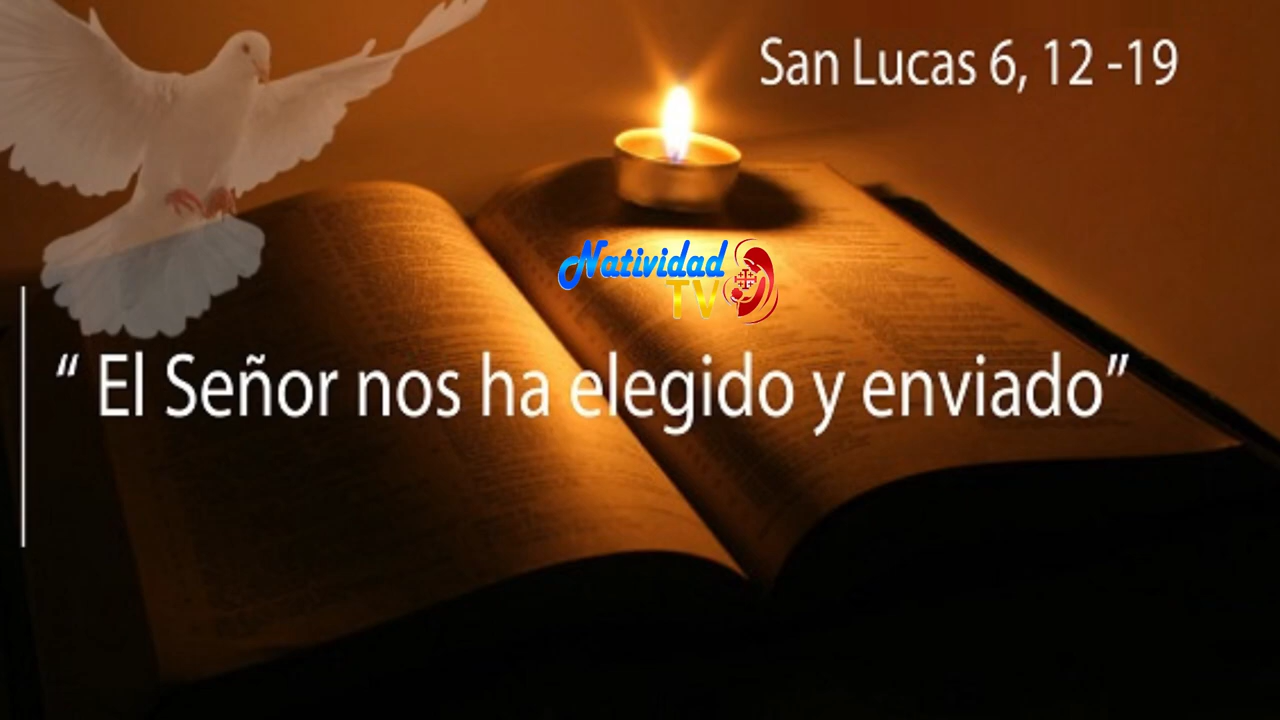 San Lucas 6, 12 -19
Natividad
TV
“ El Señor nos ha elegido y enviado”